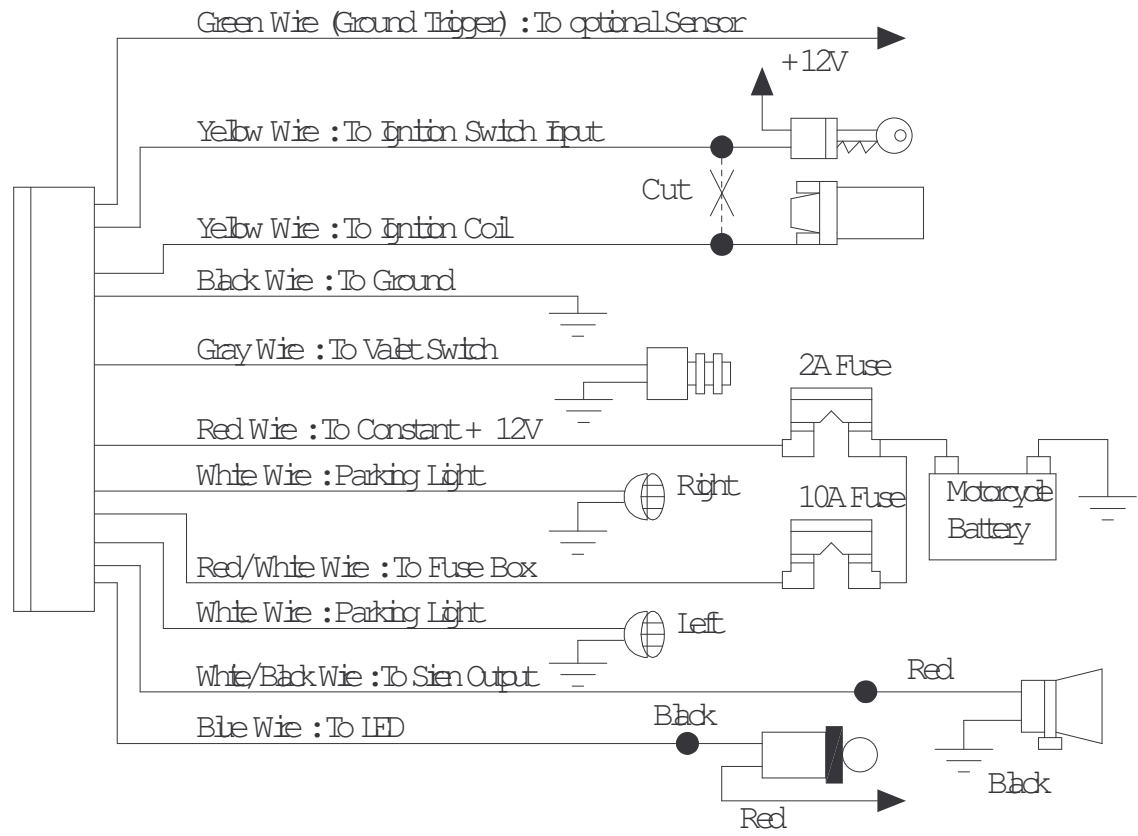 Green Wire (Ground Trigger) : To optional Sensor
+12V
Yellow Wire : To Ignition Switch Input
Cut
Yellow Wire : To Ignition Coil
Black Wire : To Ground
Gray Wire : To Valet Switch
2A Fuse
Red Wire : To Constant + 12V
White Wire : Parking Light
Right
10A Fuse
Motorcycle
Battery
Red/White Wire : To Fuse Box
White Wire : Parking Light
Left
White/Black Wire : To Siren Output
Red
Blue Wire : To LED
Black
Black
Red